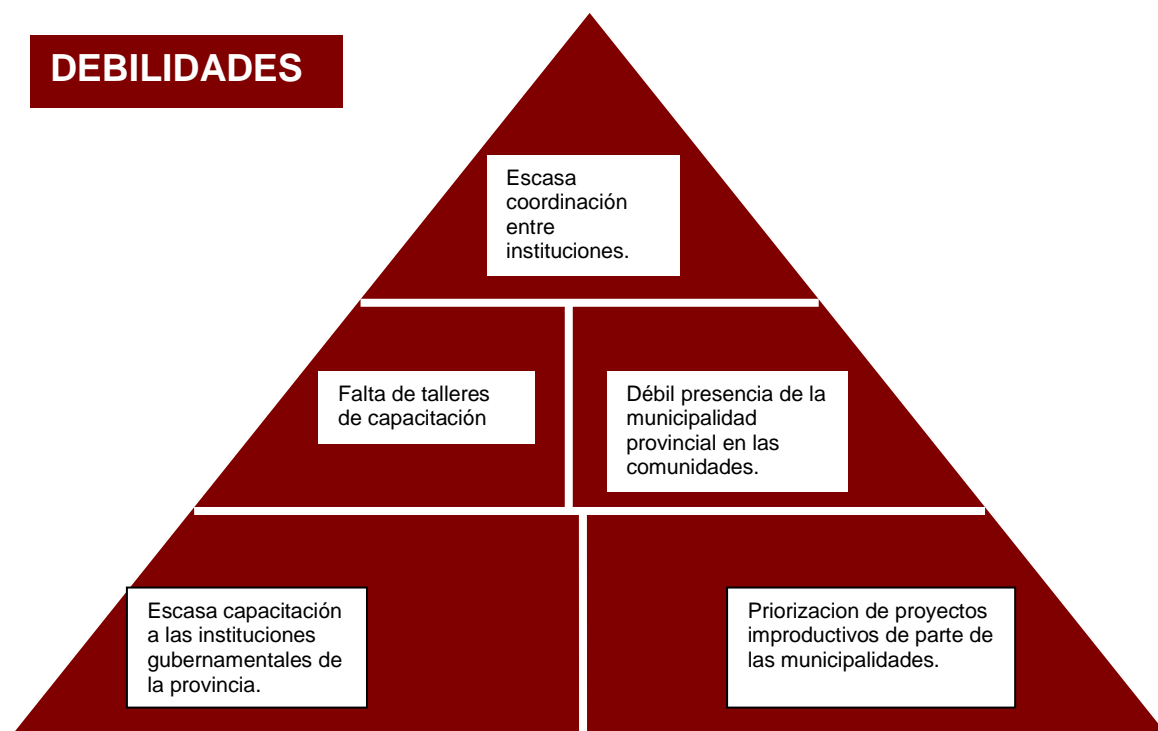 DEBILIDADES
Escasa
coordinación
entre
instituciones.
Falta de talleres
de capacitación
Débil presencia de la
municipalidad
provincial en las
comunidades.
Escasa capacitación
a las instituciones
gubernamentales de
la provincia.
Priorizacion de proyectos
improductivos de parte de
las municipalidades.